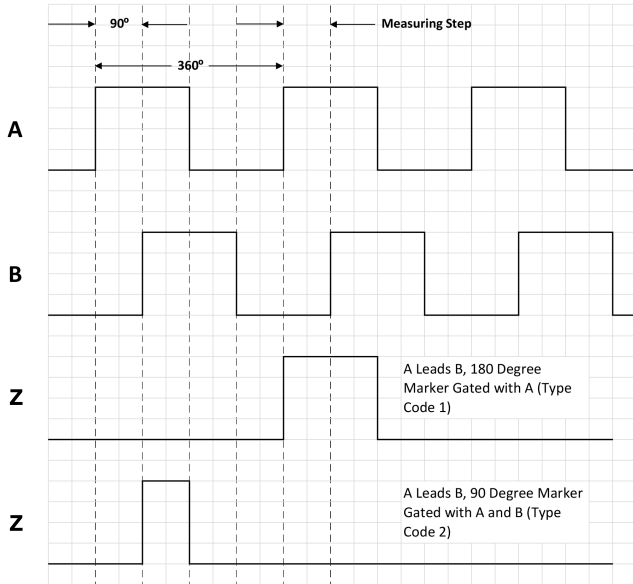 90º
Measuring Step
360º
A
B
A Leads B, 180 Degree
Marker Gated with A (Type
Code 1)
Z
A Leads B, 90 Degree Marker
Gated with A and B (Type
Code 2)
Z